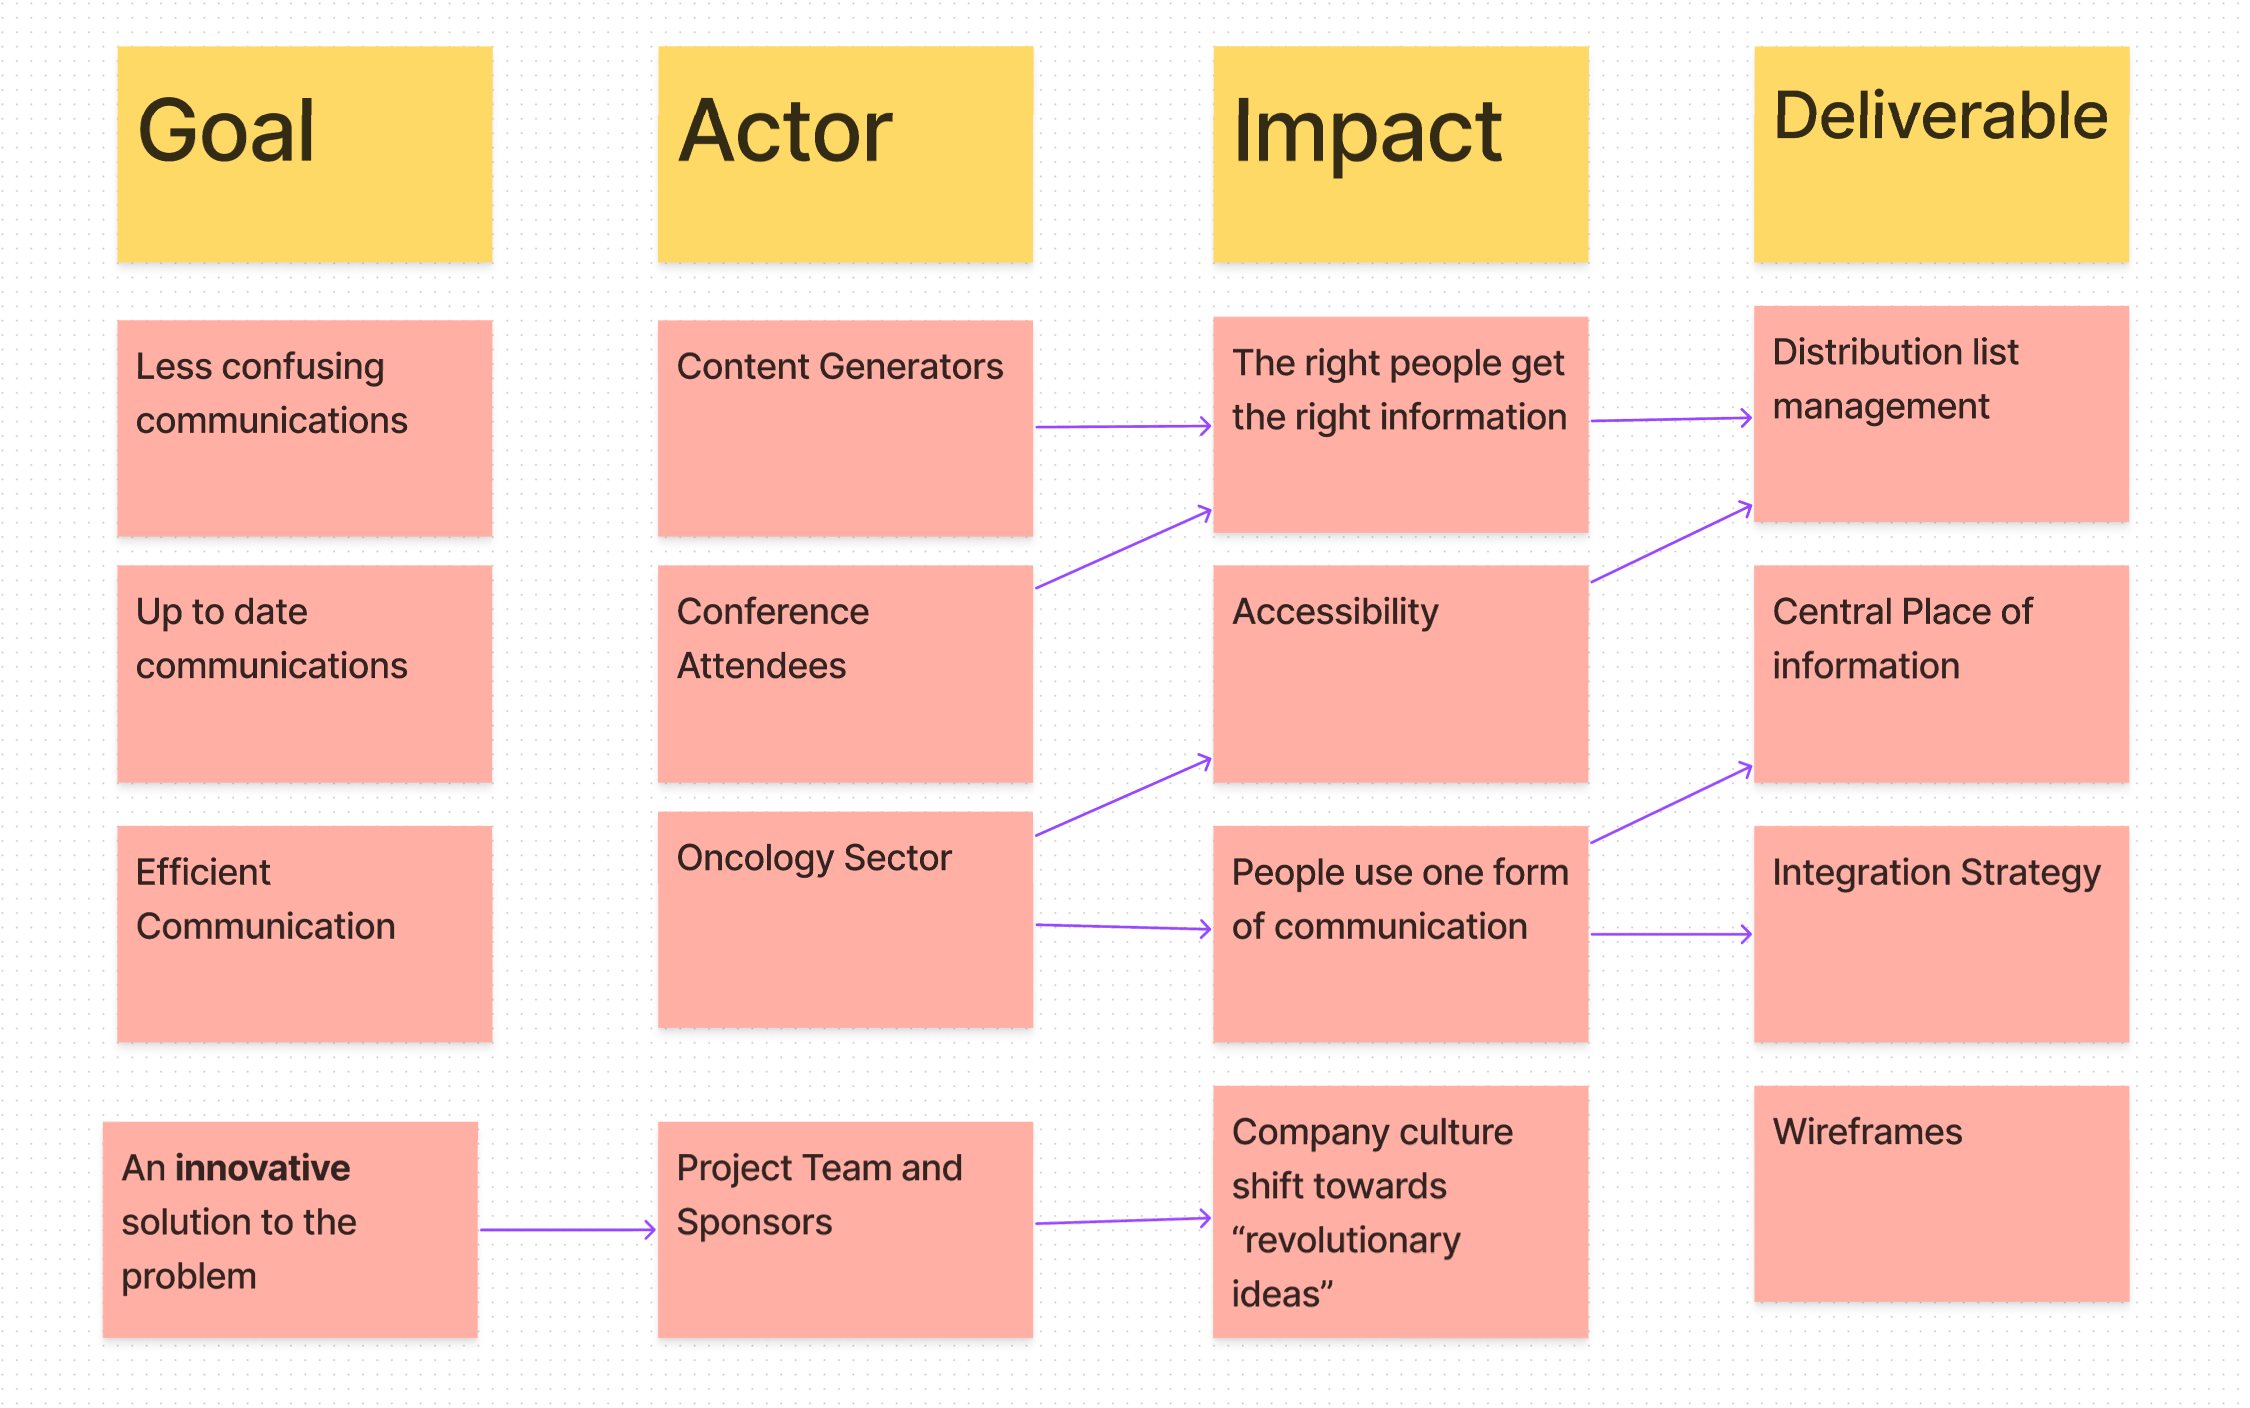 Goal
Actor
Impact
Deliverable
Less confusing
communications
Content Generators
The right people get
the right information
Distribution list
management
Up to date
communications
Conference
Attendees
Accessibility
Central Place of
information
Efficient
Communication
Oncology Sector
People use one form
of communication
Integration Strategy
An innovative
solution to the
problem
Project Team and
Sponsors
Company culture
shift towards
“revolutionary
ideas”
Wireframes